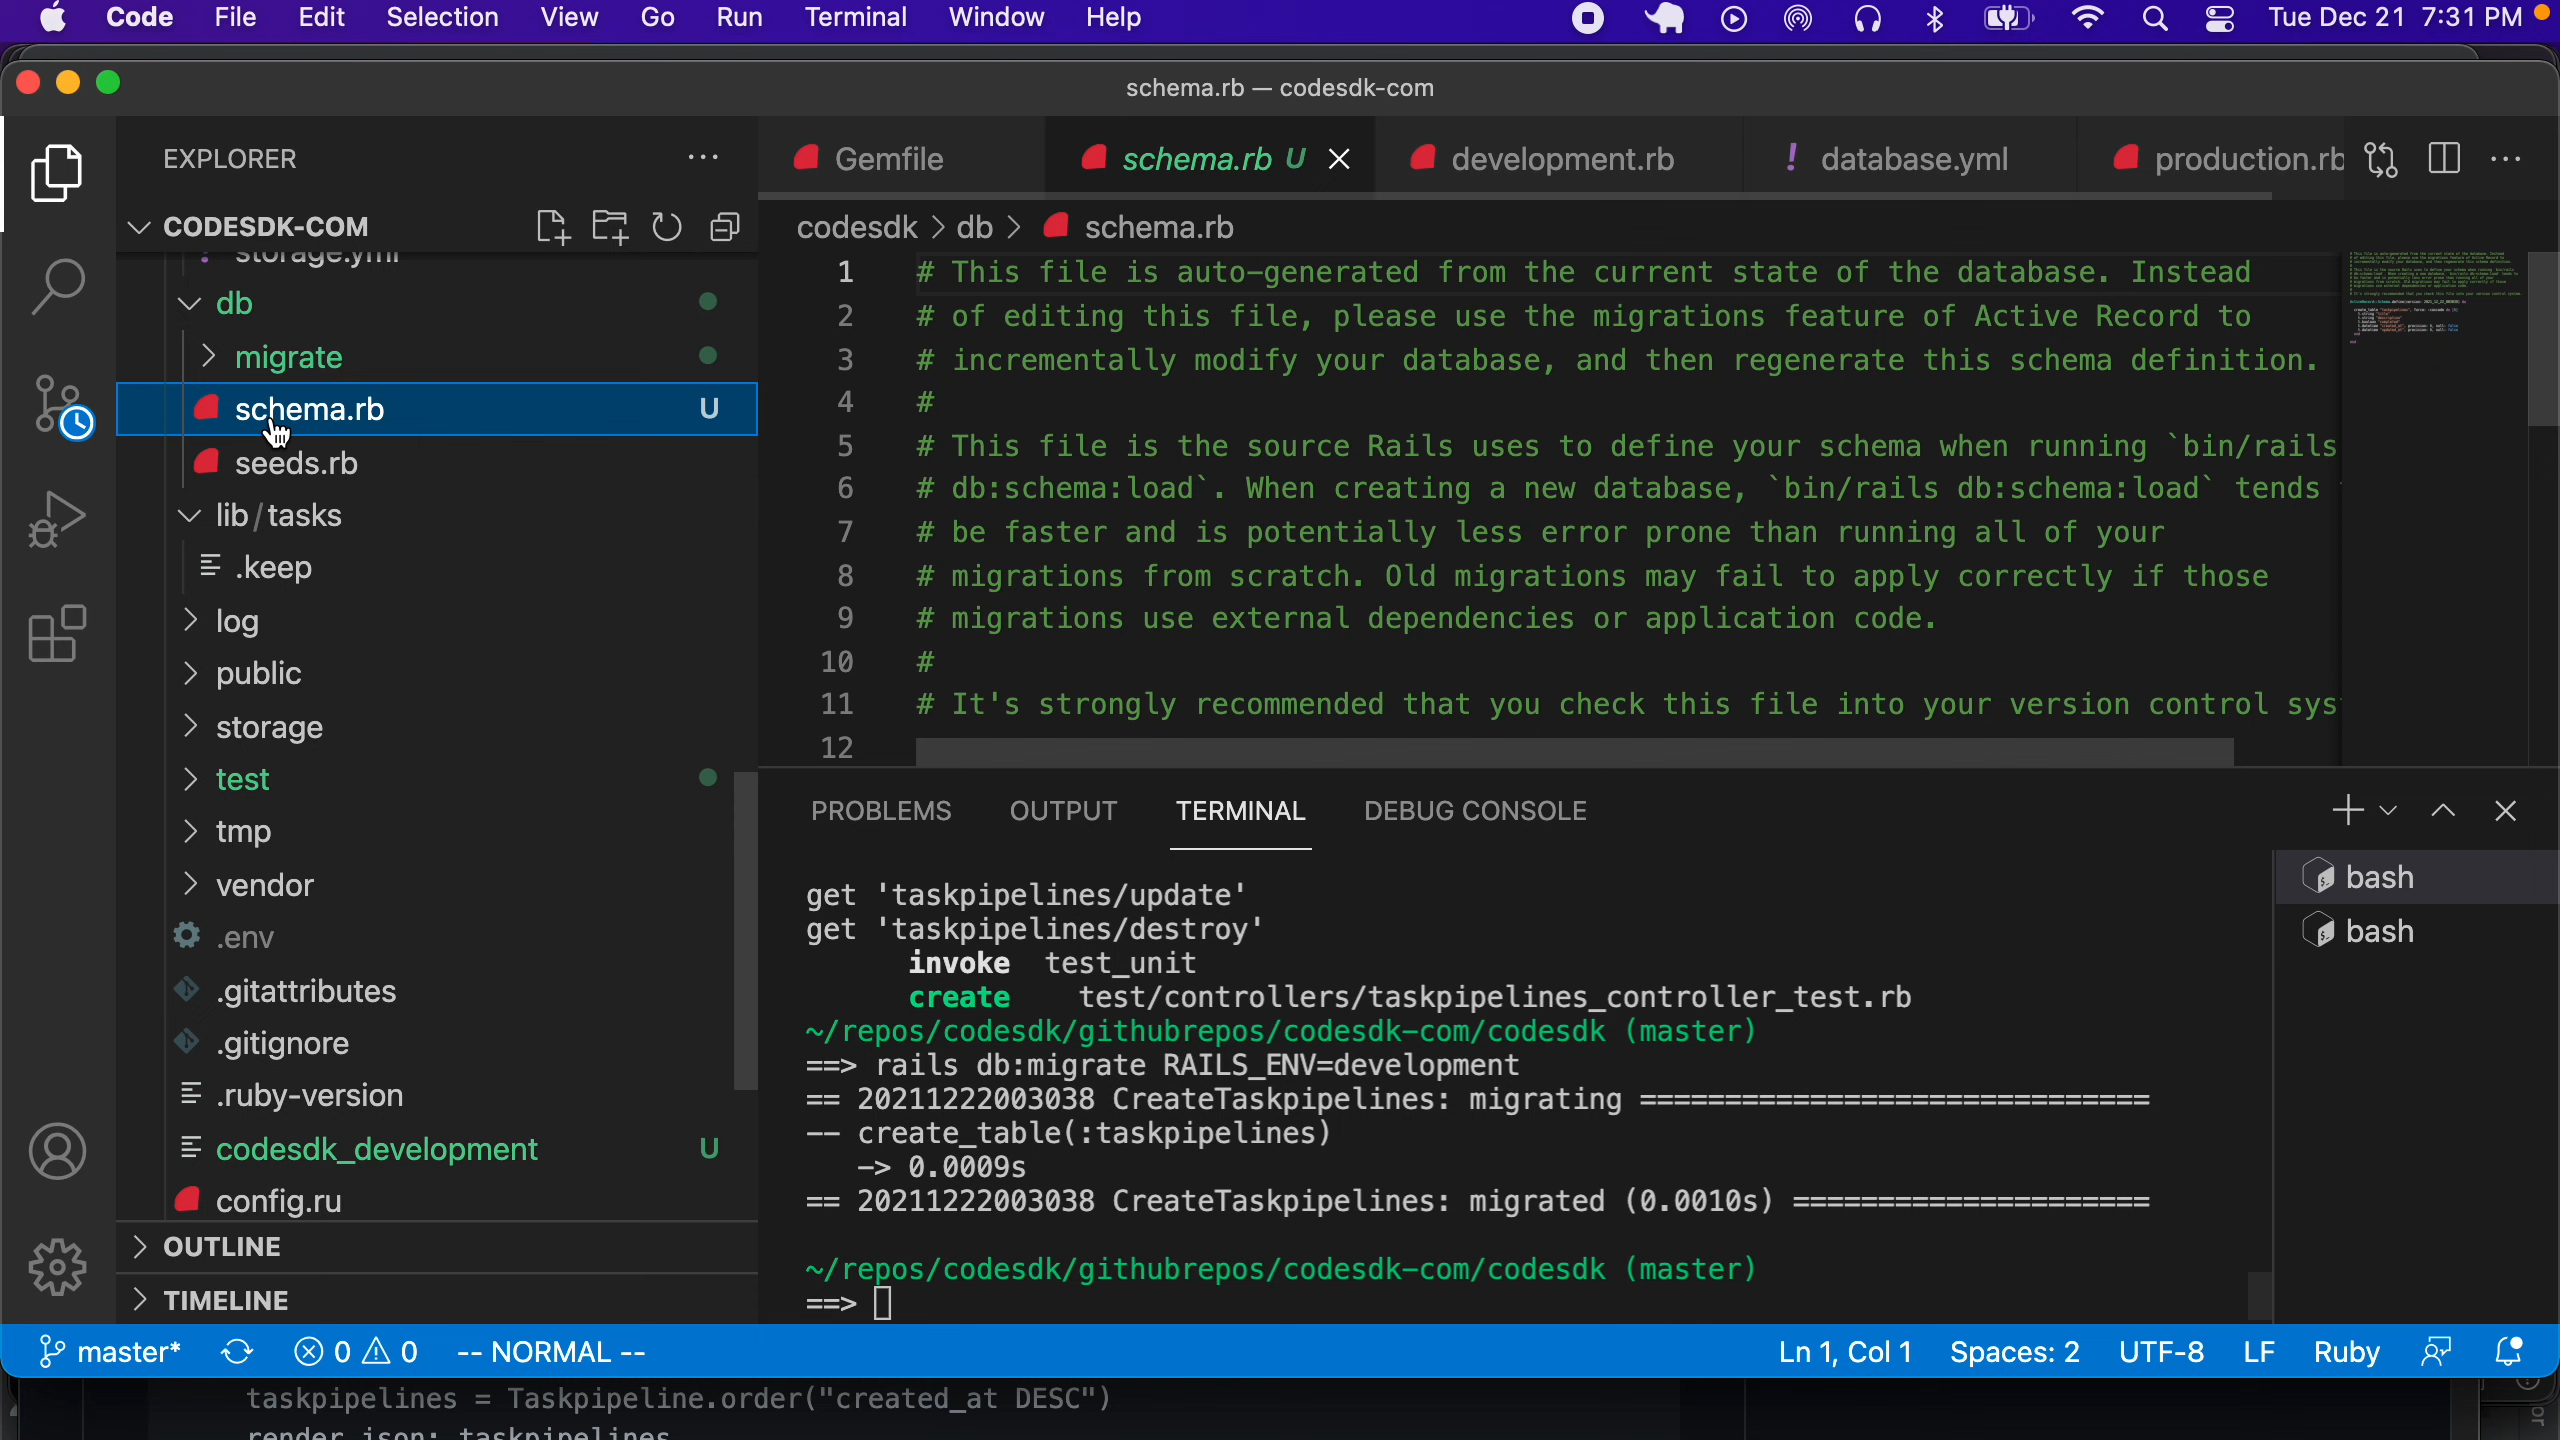 Code File Edit Selection View Go Run Terminal Window Help Tue Dec 21 7:31 PM
schema.rb — codesdk-com
EXPLORER
CODESDK-COM
storage.yml
db
migrate
schema.rb U
seeds.rb
lib/tasks
.keep
log
public
storage
test
tmp
vendor
.env
.gitattributes
.gitignore
.ruby-version
codesdk_development U
config.ru
OUTLINE
TIMELINE
Gemfile schema.rb U development.rb database.yml production.rb
codesdk > db > schema.rb
1 # This file is auto-generated from the current state of the database. Instead
2 # of editing this file, please use the migrations feature of Active Record to
3 # incrementally modify your database, and then regenerate this schema definition.
4 #
5 # This file is the source Rails uses to define your schema when running `bin/rails
6 # db:schema:load`. When creating a new database, `bin/rails db:schema:load` tends
7 # be faster and is potentially less error prone than running all of your
8 # migrations from scratch. Old migrations may fail to apply correctly if those
9 # migrations use external dependencies or application code.
10 #
11 # It's strongly recommended that you check this file into your version control sys
12
PROBLEMS OUTPUT TERMINAL DEBUG CONSOLE
get 'taskpipelines/update'
get 'taskpipelines/destroy'
invoke test_unit
create test/controllers/taskpipelines_controller_test.rb
~/repos/codesdk/githubrepos/codesdk-com/codesdk (master)
==> rails db:migrate RAILS_ENV=development
== 20211222003038 CreateTaskpipelines: migrating ==============================
-- create_table(:taskpipelines)
-> 0.0009s
== 20211222003038 CreateTaskpipelines: migrated (0.0010s) =====================
~/repos/codesdk/githubrepos/codesdk-com/codesdk (master)
==>
bash
bash
master* 0 0 -- NORMAL -- Ln 1, Col 1 Spaces: 2 UTF-8 LF Ruby
taskpipelines = Taskpipeline.order("created_at DESC")
render json: taskpipelines